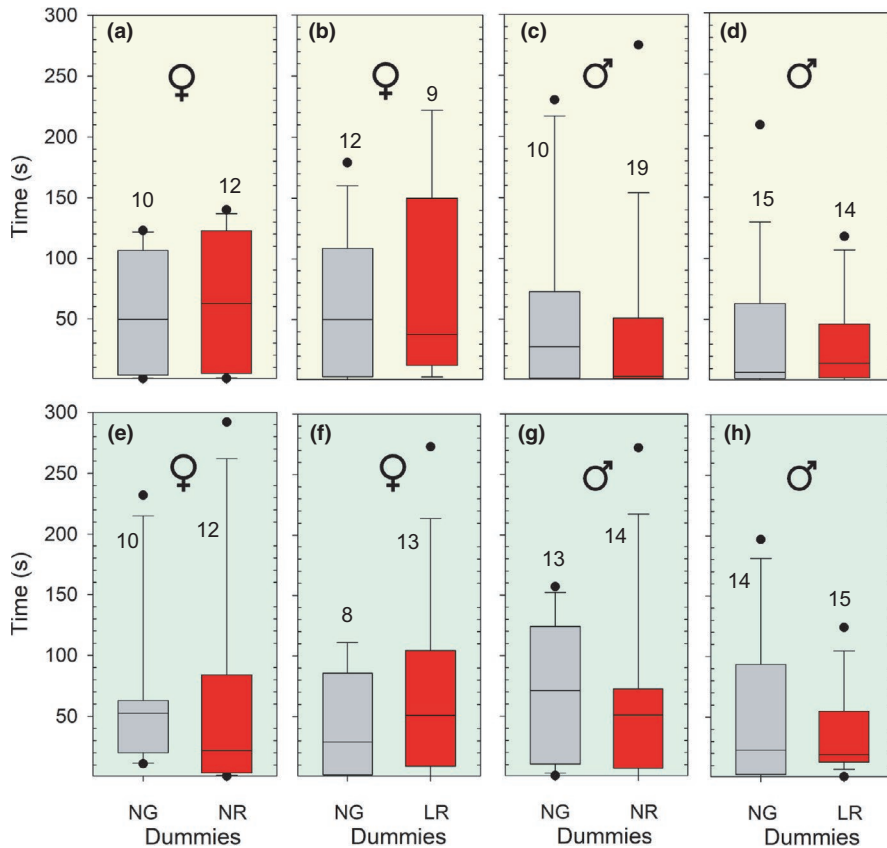 Time (s)
300
250
200
150
100
50
(a)
♀
10
12
(b)
♀
12
9
(c)
♂
10
19
(d)
♂
15
14
Time (s)
300
250
200
150
100
50
(e)
♀
10
12
(f)
♀
8
13
(g)
♂
13
14
(h)
♂
14
15
NG NR
Dummies
NG LR
Dummies
NG NR
Dummies
NG LR
Dummies